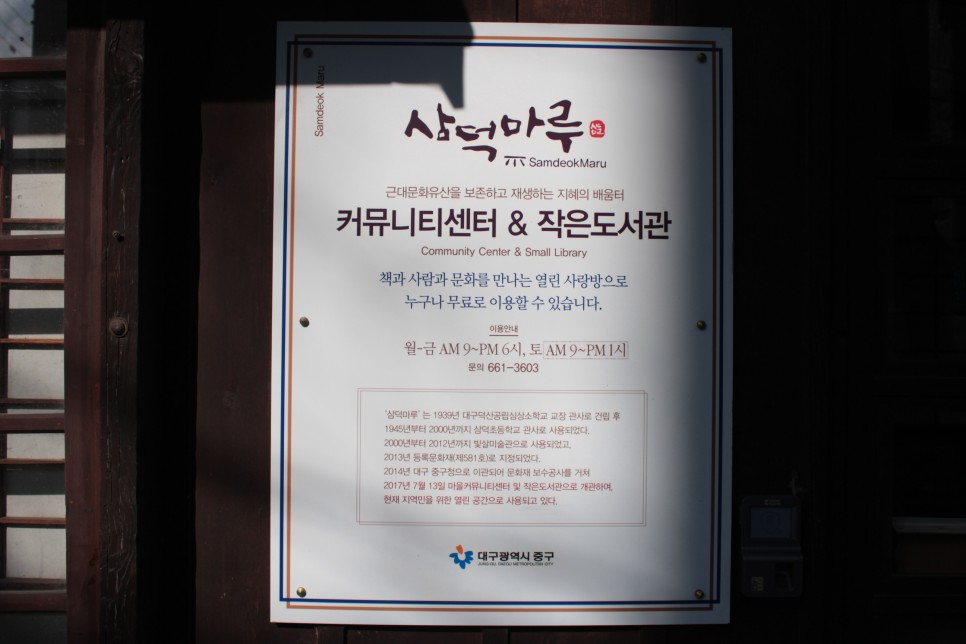 Samdeok Maru
삼덕마루
SamdeokMaru
근대문화유산을 보존하고 재생하는 지혜의 배움터
커뮤니티센터 & 작은도서관
Community Center & Small Library
책과 사람과 문화를 만나는 열린 사랑방으로
누구나 무료로 이용할 수 있습니다.
이용안내
월-금 AM 9~PM 6시, 토 AM 9~PM 1시
문의 661-3603
'삼덕마루' 는 1939년 대구덕산공립심상소학교 교장 관사로 건립 후
1945년부터 2000년까지 삼덕초등학교 관사로 사용되었다.
2000년부터 2012년까지 빛살미술관으로 사용되었고,
2013년 등록문화재(제581호)로 지정되었다.
2014년 대구 중구청으로 이관되어 문화재 보수공사를 거쳐
2017년 7월 13일 마을커뮤니티센터 및 작은도서관으로 개관하여,
현재 지역민을 위한 열린 공간으로 사용되고 있다.
대구광역시 중구
JUNG-GU, DAEGU METROPOLITAN CITY